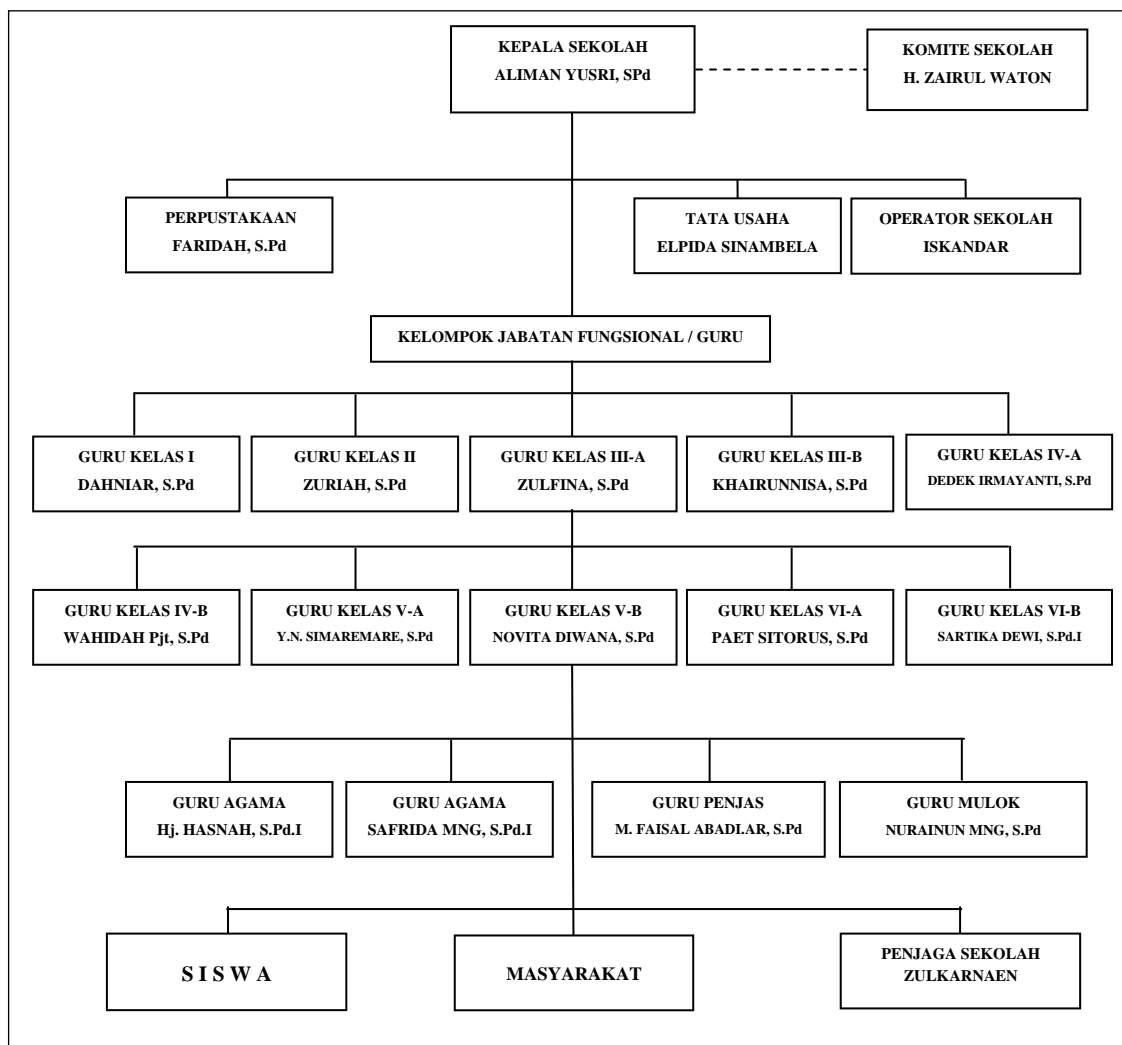 KEPALA SEKOLAH
ALIMAN YUSRI, SPd
KOMITE SEKOLAH
H. ZAIRUL WATON
PERPUSTAKAAN
FARIDAH, S.Pd
TATA USAHA
ELPIDA SINAMBELA
OPERATOR SEKOLAH
ISKANDAR
KELOMPOK JABATAN FUNGSIONAL / GURU
GURU KELAS I
DAHNIAR, S.Pd
GURU KELAS II
ZURIAH, S.Pd
GURU KELAS III-A
ZULFINA, S.Pd
GURU KELAS III-B
KHAIRUNNISA, S.Pd
GURU KELAS IV-A
DEDEK IRMAYANTI, S.Pd
GURU KELAS IV-B
WAHIDAH Pjt, S.Pd
GURU KELAS V-A
Y.N. SIMAREMARE, S.Pd
GURU KELAS V-B
NOVITA DIWANA, S.Pd
GURU KELAS VI-A
PAET SITORUS, S.Pd
GURU KELAS VI-B
SARTIKA DEWI, S.Pd.I
GURU AGAMA
Hj. HASNAH, S.Pd.I
GURU AGAMA
SAFRIDA MNG, S.Pd.I
GURU PENJAS
M. FAISAL ABADI.AR, S.Pd
GURU MULOK
NURAINUN MNG, S.Pd
S I S W A
MASYARAKAT
PENJAGA SEKOLAH
ZULKARNAEN